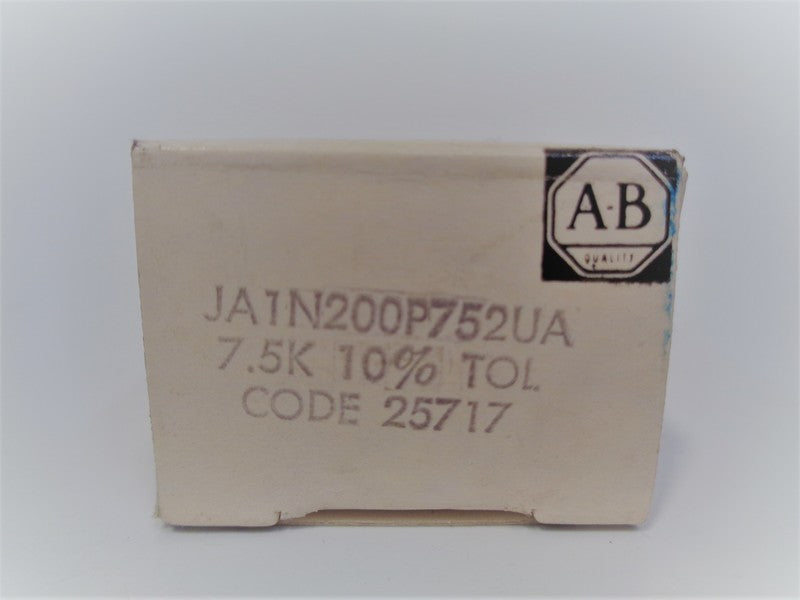 A-B
QUALITY
JA1N200P752UA
7.5K 10% TOL.
CODE 25717